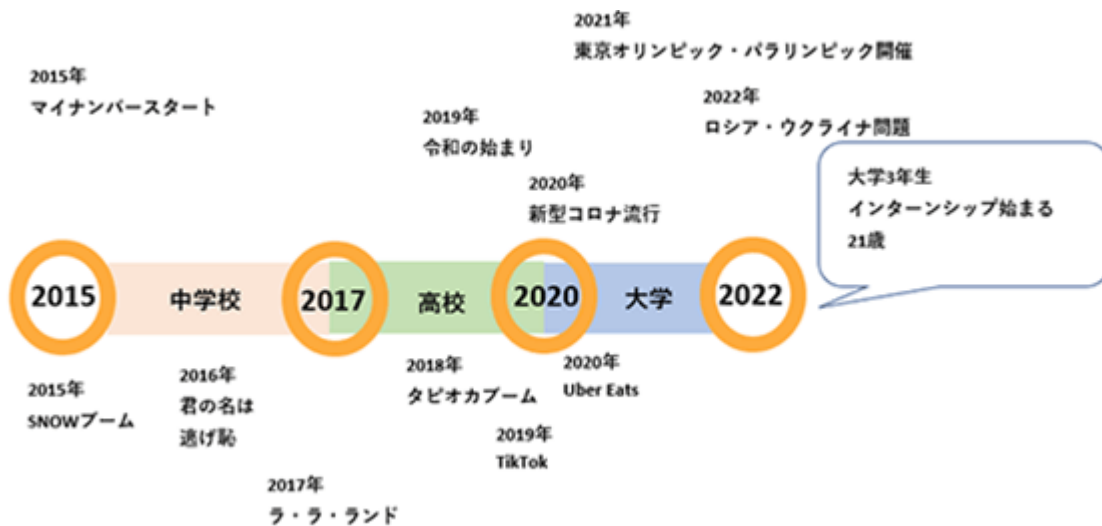 2021年
東京オリンピック・パラリンピック開催
2015年
マイナンバースタート
2022年
ロシア・ウクライナ問題
2019年
令和の始まり
2020年
新型コロナ流行
大学3年生
インターンシップ始まる
21歳
2015
中学校
2017
高校
2020
大学
2022
2015年
SNOWブーム
2016年
君の名は
逃げ恥
2017年
ラ・ラ・ランド
2018年
タピオカブーム
2019年
TikTok
2020年
Uber Eats